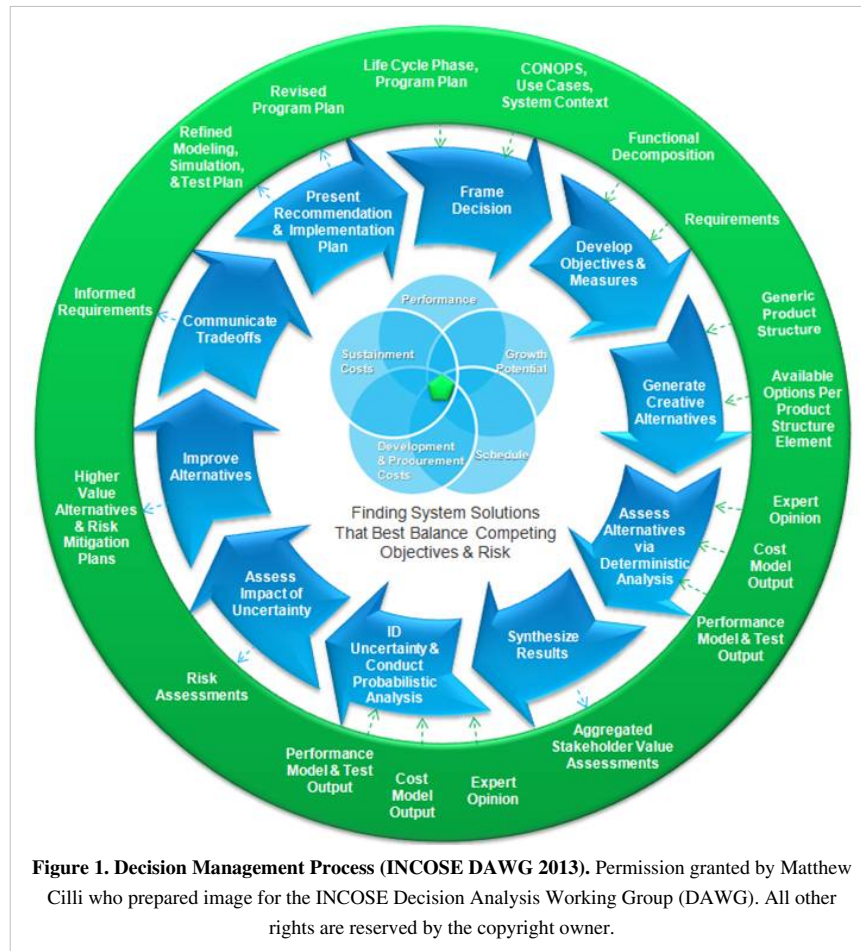 Life Cycle Phase,
Program Plan
CONOPS,
Use Cases,
System Context
Functional
Decomposition
Requirements
Generic
Product
Structure
Available
Options Per
Product
Structure
Element
Expert
Opinion
Cost
Model
Output
Performance
Model & Test
Output
Aggregated
Stakeholder Value
Assessments
Expert
Opinion
Cost
Model
Output
Performance
Model & Test
Output
Risk
Assessments
Higher
Value
Alternatives
& Risk
Mitigation
Plans
Informed
Requirements
Refined
Modeling,
Simulation,
&Test Plan
Revised
Program Plan
Frame
Decision
Develop
Objectives &
Measures
Generate
Creative
Alternatives
Assess
Alternatives
via
Deterministic
Analysis
Synthesize
Results
ID
Uncertainty &
Conduct
Probabilistic
Analysis
Assess
Impact of
Uncertainty
Improve
Alternatives
Communicate
Tradeoffs
Present
Recommendation
& Implementation
Plan
Performance
Sustainment
Costs
Growth
Potential
Development
& Procurement
Costs
Schedule
Finding System Solutions
That Best Balance Competing
Objectives & Risk
Figure 1. Decision Management Process (INCOSE DAWG 2013). Permission granted by Matthew
Cilli who prepared image for the INCOSE Decision Analysis Working Group (DAWG). All other
rights are reserved by the copyright owner.